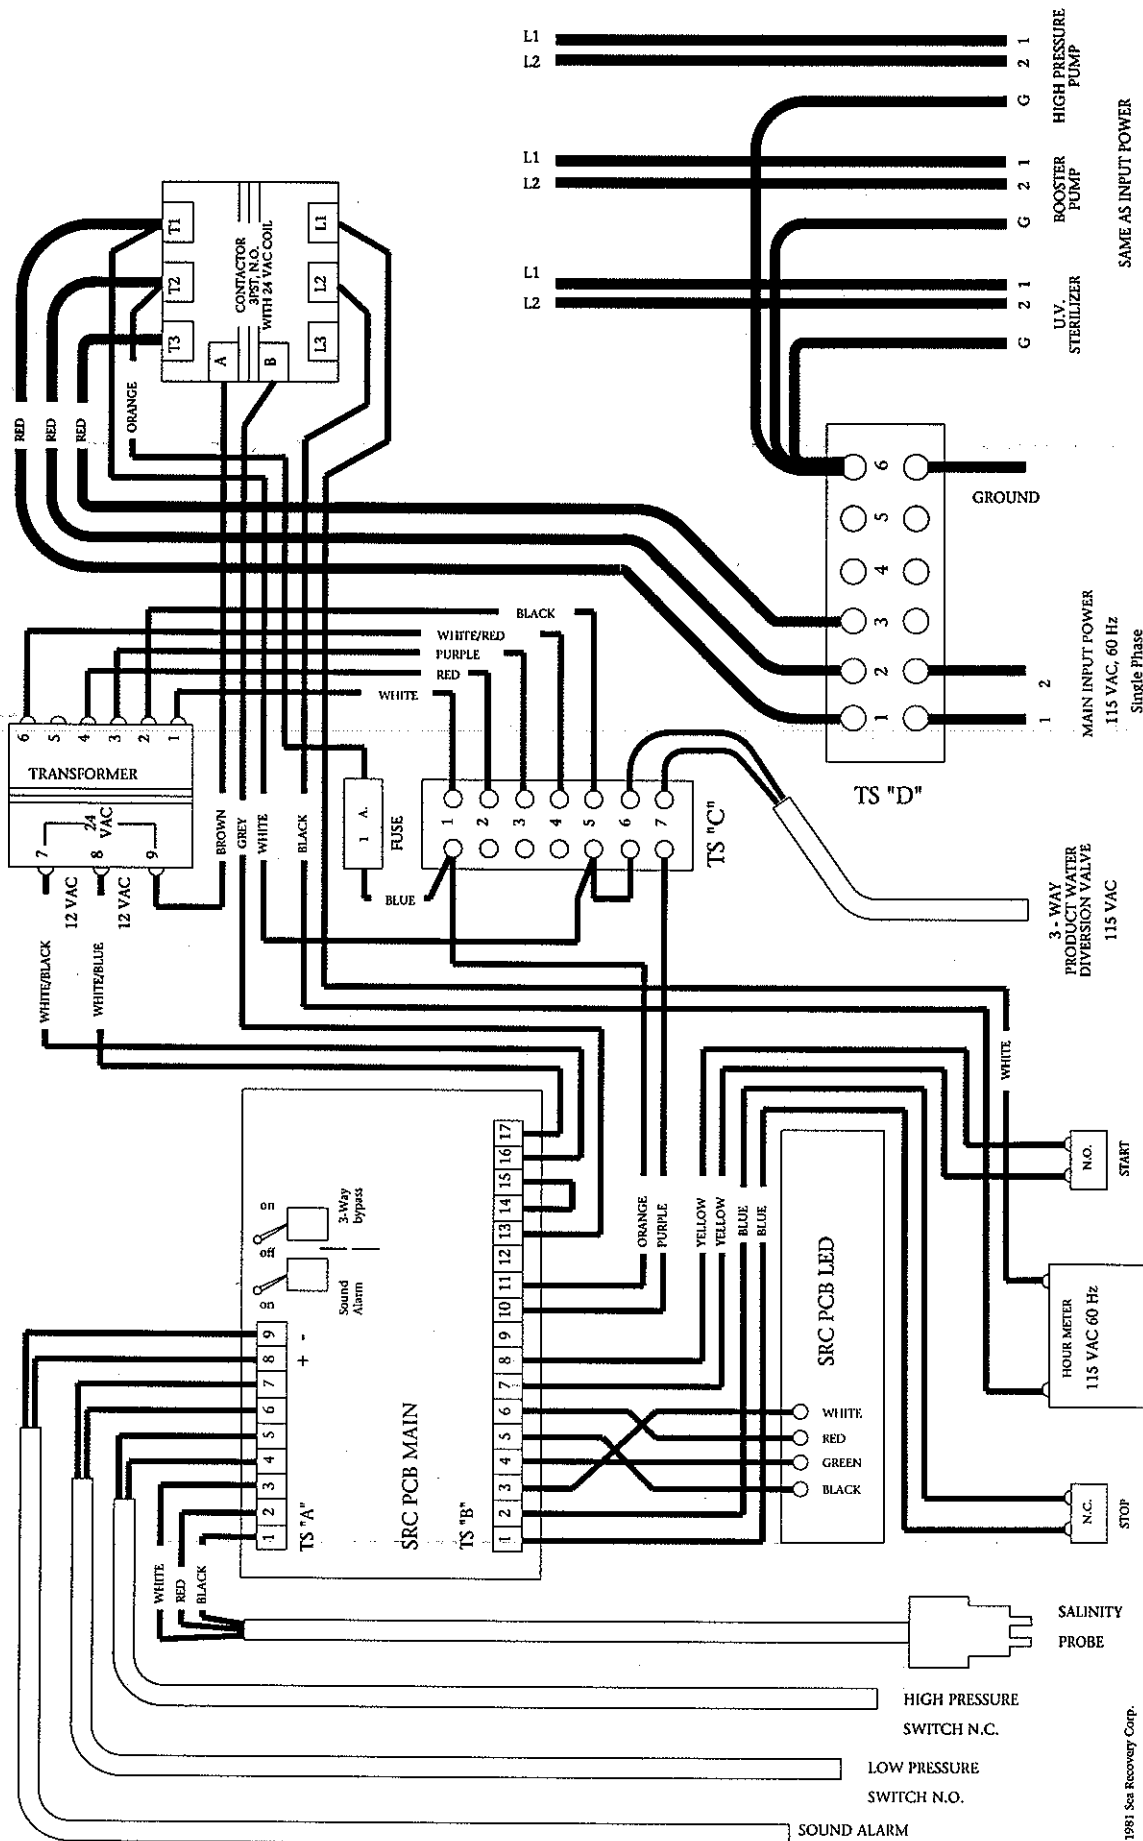 L1
L2
1
2
G
HIGH PRESSURE
PUMP
L1
L2
1
2
G
BOOSTER
PUMP
SAME AS INPUT POWER
L1
L2
1
2
G
U.V.
STERILIZER
T1
T2
T3
CONTACTOR
3PST, N.O.
WITH 24 VAC COIL
L1
L2
L3
A
B
RED
RED
RED
ORANGE
6
5
4
3
2
1
GROUND
BLACK
WHITE/RED
PURPLE
RED
WHITE
6
5
4
3
2
1
TRANSFORMER
24
VAC
7
8
9
12 VAC
12 VAC
BROWN
GREY
WHITE
BLACK
1 A.
FUSE
BLUE
1
2
3
4
5
6
7
TS "C"
TS "D"
1
2
MAIN INPUT POWER
115 VAC, 60 Hz
Single Phase
3 - WAY
PRODUCT WATER
DIVERSION VALVE
115 VAC
WHITE/BLACK
WHITE/BLUE
WHITE
on
off
on
3-Way
bypass
Sound
Alarm
17
16
15
14
13
12
11
10
9
8
7
6
5
4
3
2
1
9
8
7
6
5
4
3
2
1
-
+
TS "A"
SRC PCB MAIN
TS "B"
ORANGE
PURPLE
YELLOW
YELLOW
BLUE
BLUE
SRC PCB LED
WHITE
RED
GREEN
BLACK
N.O.
START
HOUR METER
115 VAC 60 Hz
N.C.
STOP
WHITE
RED
BLACK
SALINITY
PROBE
HIGH PRESSURE
SWITCH N.C.
LOW PRESSURE
SWITCH N.O.
SOUND ALARM
1981 Sea Recovery Corp.